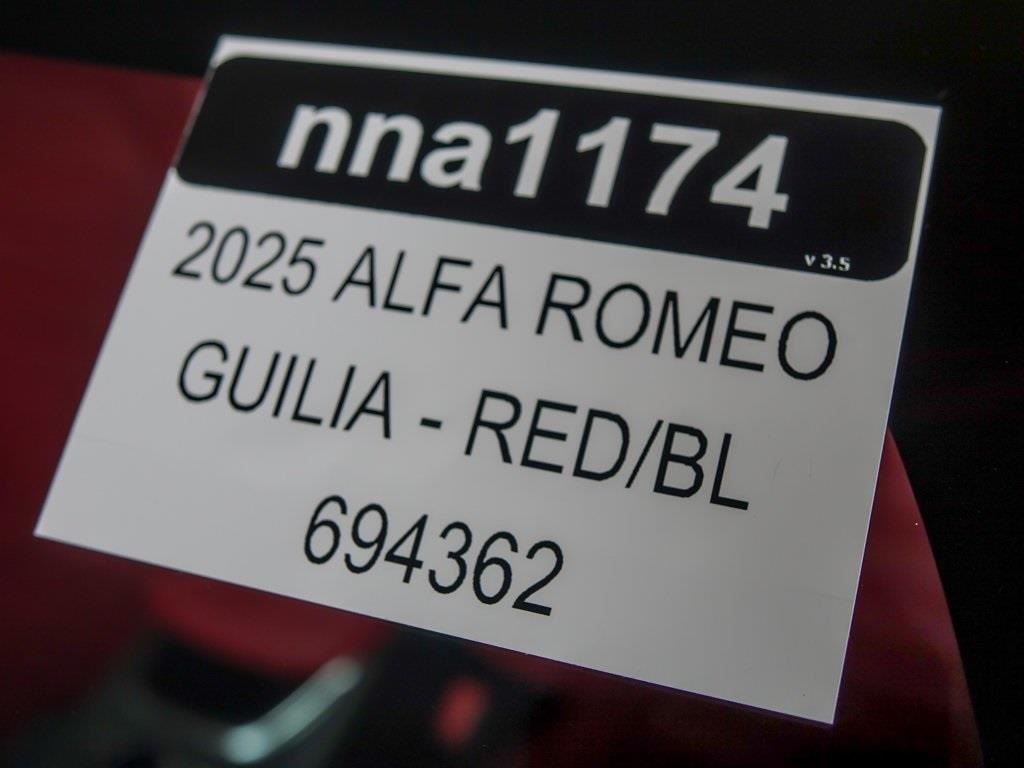 nna1174
v 3.5
2025 ALFA ROMEO
GUILIA - RED/BL
694362